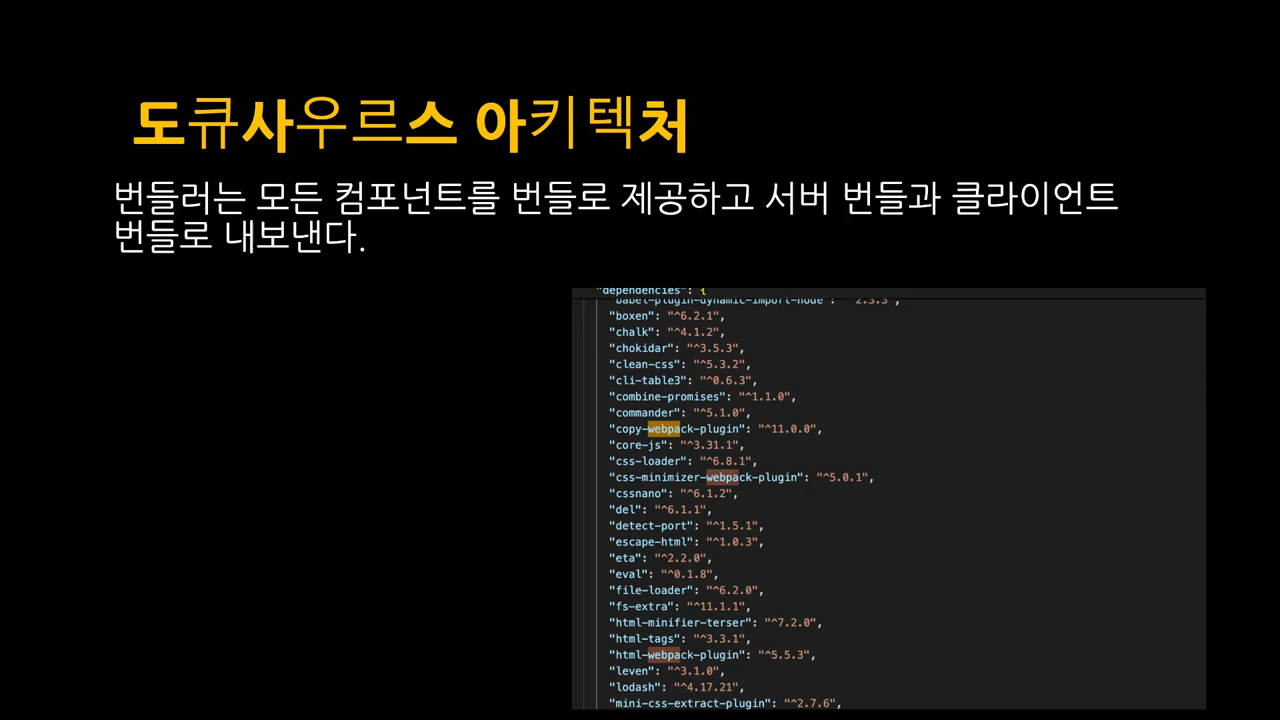 도큐사우르스 아키텍처
번들러는 모든 컴포넌트를 번들로 제공하고 서버 번들과 클라이언트
번들로 내보낸다.
"dependencies": {
"babel-plugin-dynamic-import-node": "^2.3.3",
"boxen": "^6.2.1",
"chalk": "^4.1.2",
"chokidar": "^3.5.3",
"clean-css": "^5.3.2",
"cli-table3": "^0.6.3",
"combine-promises": "^1.1.0",
"commander": "^5.1.0",
"copy-webpack-plugin": "^11.0.0",
"core-js": "^3.31.1",
"css-loader": "^6.8.1",
"css-minimizer-webpack-plugin": "^5.0.1",
"cssnano": "^6.1.2",
"del": "^6.1.1",
"detect-port": "^1.5.1",
"escape-html": "^1.0.3",
"eta": "^2.2.0",
"eval": "^0.1.8",
"file-loader": "^6.2.0",
"fs-extra": "^11.1.1",
"html-minifier-terser": "^7.2.0",
"html-tags": "^3.3.1",
"html-webpack-plugin": "^5.5.3",
"leven": "^3.1.0",
"lodash": "^4.17.21",
"mini-css-extract-plugin": "^2.7.6",